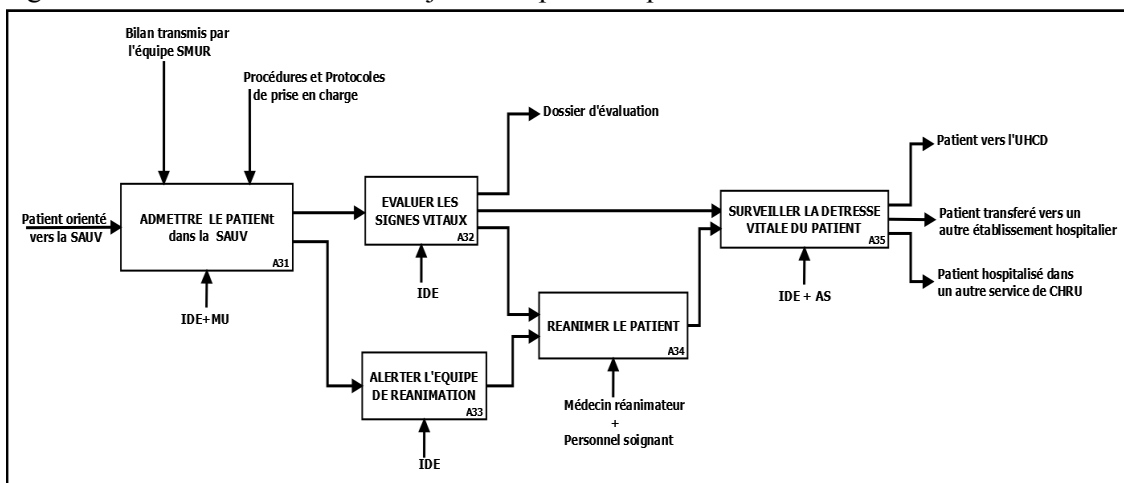 Bilan transmis par
l'équipe SMUR
Procédures et Protocoles
de prise en charge
Dossier d'évaluation
Patient vers l'UHCD
Patient orienté
vers la SAUV
ADMETTRE LE PATIENt
dans la SAUV
A31
EVALUER LES
SIGNES VITAUX
A32
SURVEILLER LA DETRESSE
VITALE DU PATIENT
A35
Patient transferé vers un
autre établissement hospitalier
Patient hospitalisé dans
un autre service de CHRU
IDE+MU
IDE
IDE + AS
REANIMER LE PATIENT
A34
ALERTER L'EQUIPE
DE REANIMATION
A33
Médecin réanimateur
+
Personnel soignant
IDE